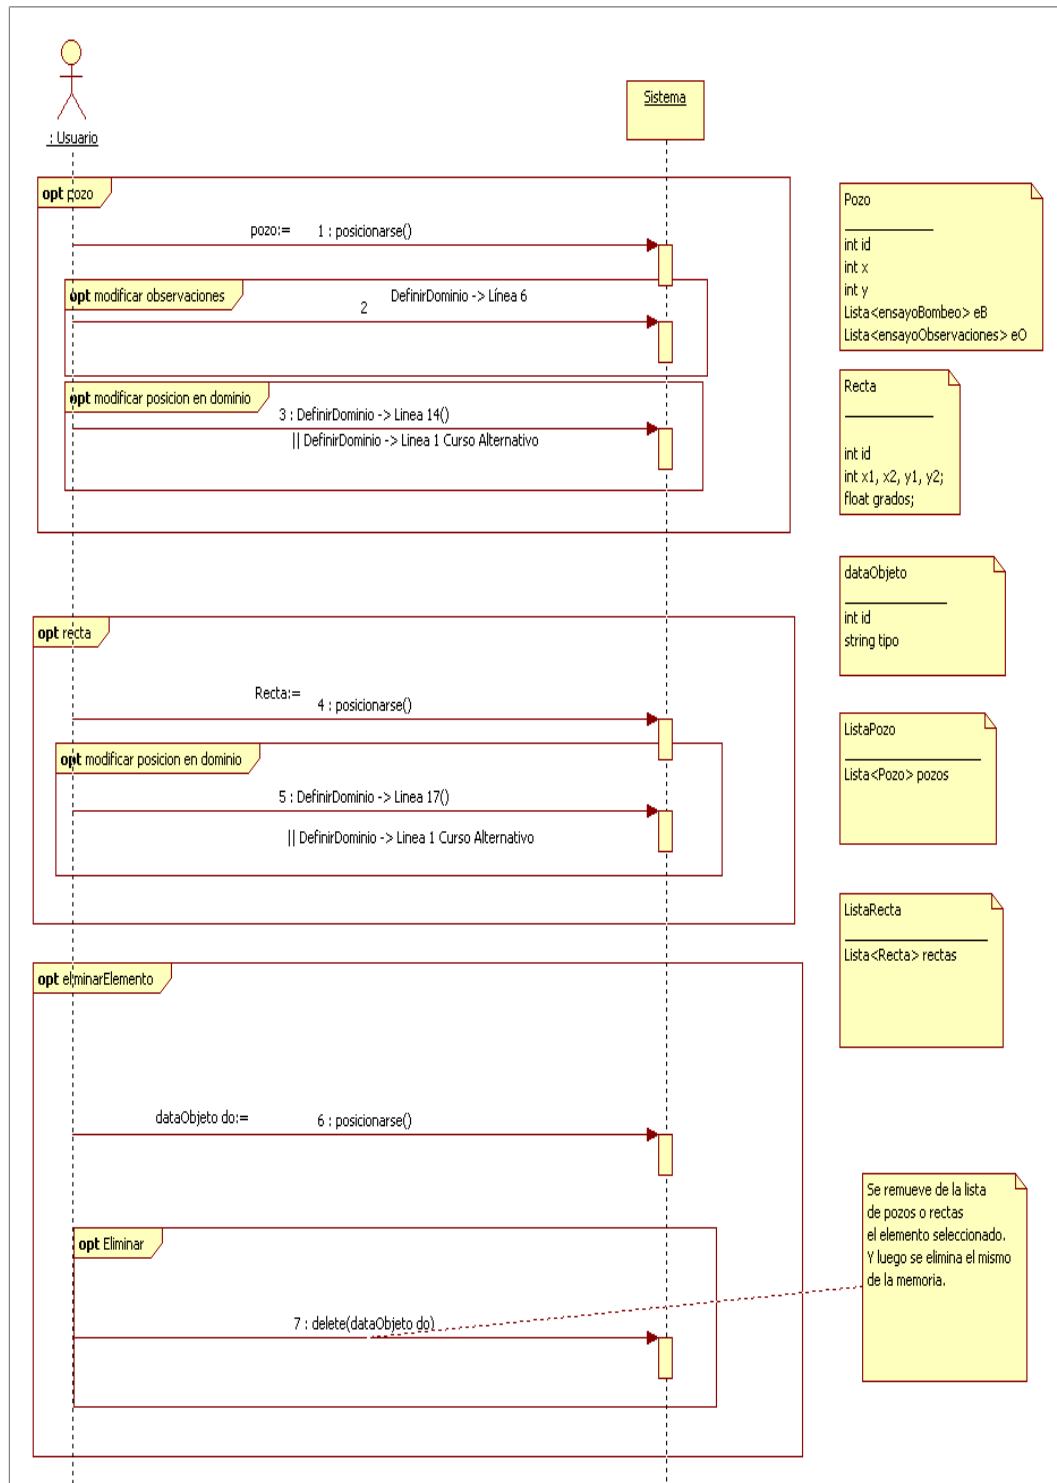 : Usuario
Sistema
opt pozo
pozo:= 1 : posicionarse()
opt modificar observaciones
DefinirDominio -> Línea 6
2
opt modificar posicion en dominio
3 : DefinirDominio -> Linea 14()
|| DefinirDominio -> Linea 1 Curso Alternativo
Pozo
int id
int x
int y
Lista<ensayoBombeo> eB
Lista<ensayoObservaciones> eO
Recta
int id
int x1, x2, y1, y2;
float grados;
dataObjeto
int id
string tipo
opt recta
Recta:=
4 : posicionarse()
opt modificar posicion en dominio
5 : DefinirDominio -> Linea 17()
|| DefinirDominio -> Linea 1 Curso Alternativo
ListaPozo
Lista<Pozo> pozos
ListaRecta
Lista<Recta> rectas
opt eliminarElemento
dataObjeto do:= 6 : posicionarse()
opt Eliminar
7 : delete(dataObjeto do)
Se remueve de la lista
de pozos o rectas
el elemento seleccionado.
Y luego se elimina el mismo
de la memoria.